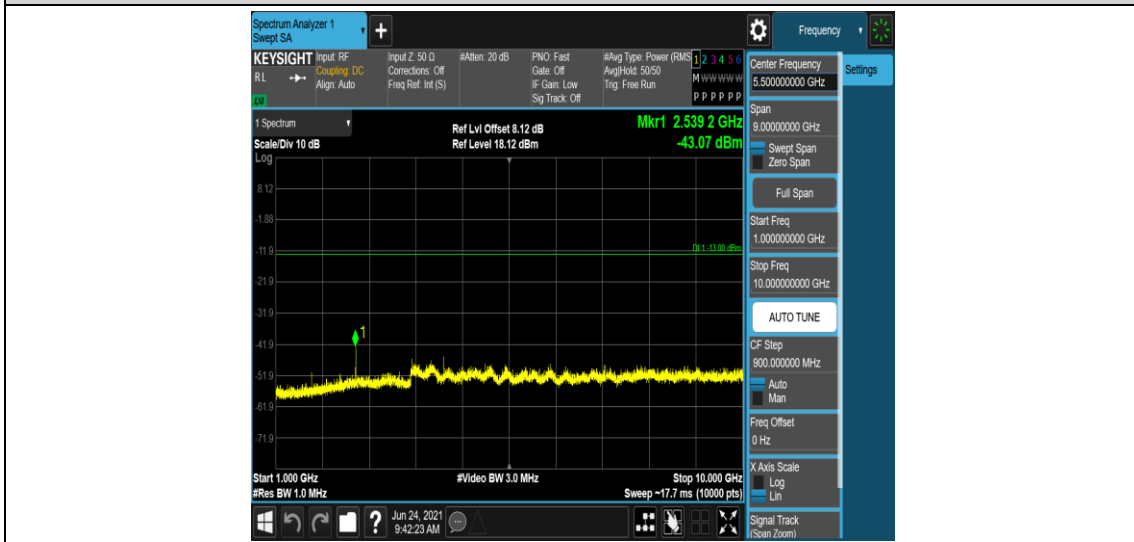 Spectrum Analyzer 1
Swept SA
+
Frequency
KEYSIGHT
RL
LXI
Input: RF
Coupling: DC
Align: Auto
Input Z: 50 Ω
Corrections: Off
Freq Ref: Int (S)
#Atten: 20 dB
PNO: Fast
Gate: Off
IF Gain: Low
Sig Track: Off
#Avg Type: Power (RMS
Avg|Hold: 50/50
Trig: Free Run
1 2 3 4 5 6
M W W W W W
P P P P P P
Center Frequency
5.500000000 GHz
Settings
Span
9.00000000 GHz
Swept Span
Zero Span
Full Span
Start Freq
1.000000000 GHz
Stop Freq
10.000000000 GHz
AUTO TUNE
CF Step
900.000000 MHz
Auto
Man
Freq Offset
0 Hz
X Axis Scale
Log
Lin
Signal Track
(Span Zoom)
1 Spectrum
Scale/Div 10 dB
Log
Ref Lvl Offset 8.12 dB
Ref Level 18.12 dBm
Mkr1 2.539 2 GHz
-43.07 dBm
8.12
-1.88
-11.9
DL1 -13.00 dBm
-21.9
-31.9
1
-41.9
-51.9
-61.9
-71.9
Start 1.000 GHz
#Video BW 3.0 MHz
Stop 10.000 GHz
#Res BW 1.0 MHz
Sweep ~17.7 ms (10000 pts)
?
Jun 24, 2021
9:42:23 AM